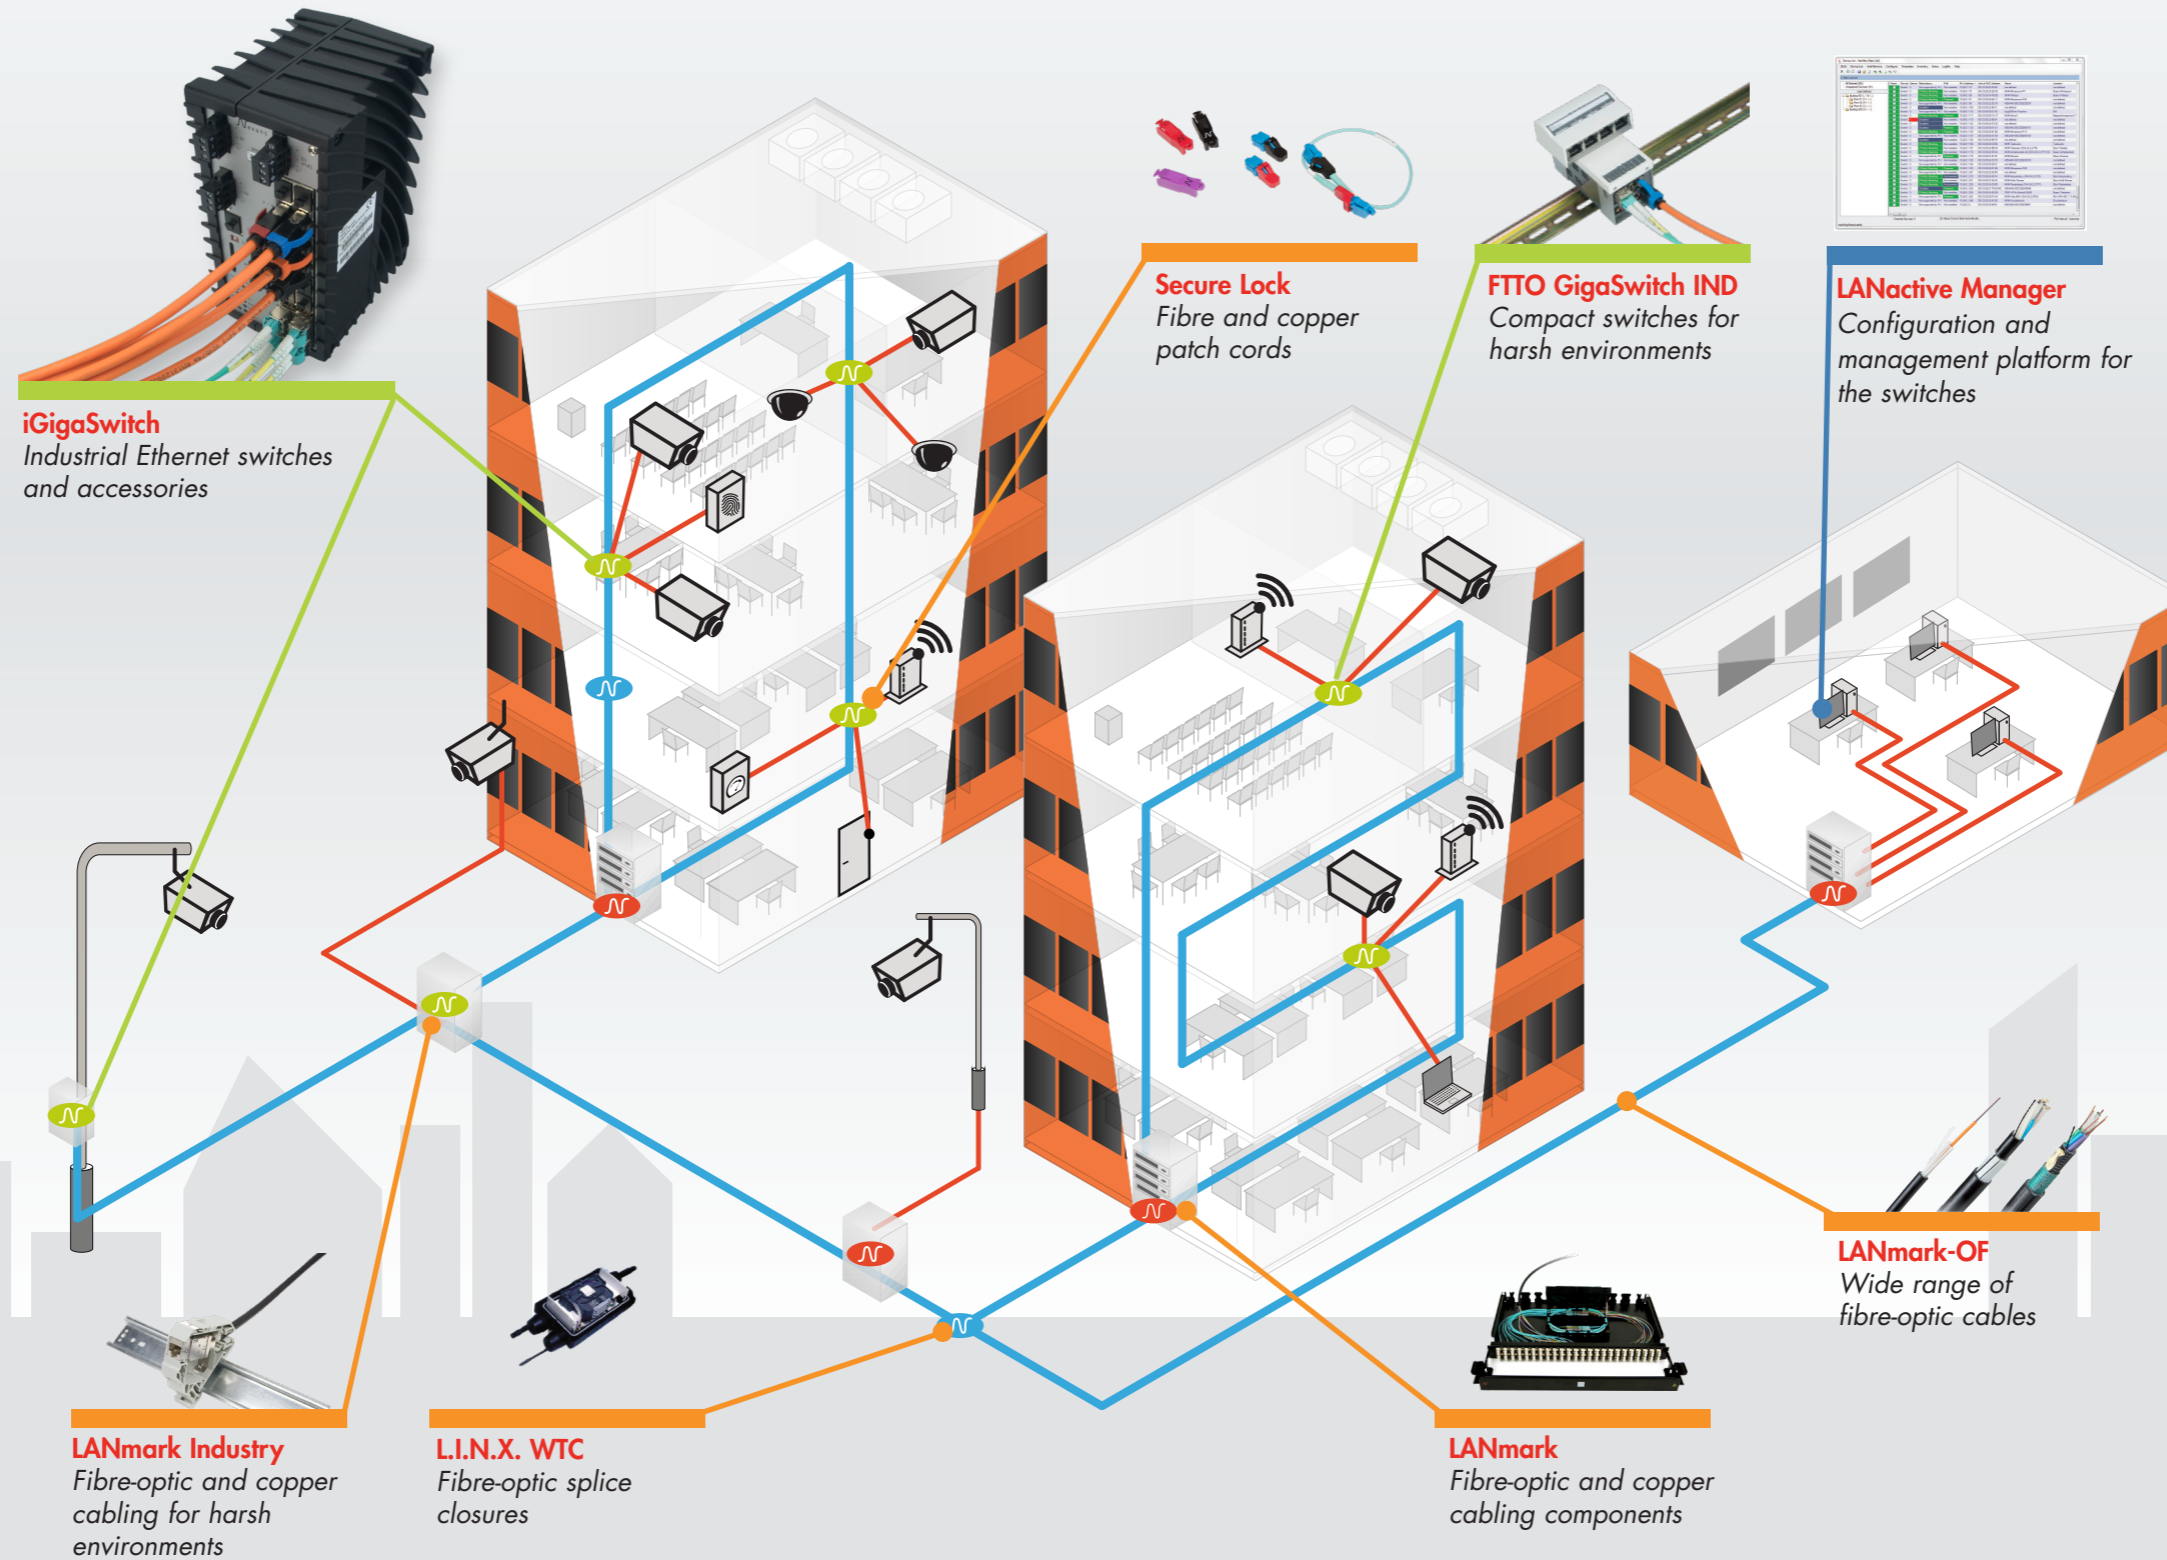 Secure Lock
Fibre and copper
patch cords
FTTO GigaSwitch IND
Compact switches for
harsh environments
LANactive Manager
Configuration and
management platform for
the switches
iGigaSwitch
Industrial Ethernet switches
and accessories
LANmark-OF
Wide range of
fibre-optic cables
LANmark Industry
Fibre-optic and copper
cabling for harsh
environments
L.I.N.X. WTC
Fibre-optic splice
closures
LANmark
Fibre-optic and copper
cabling components